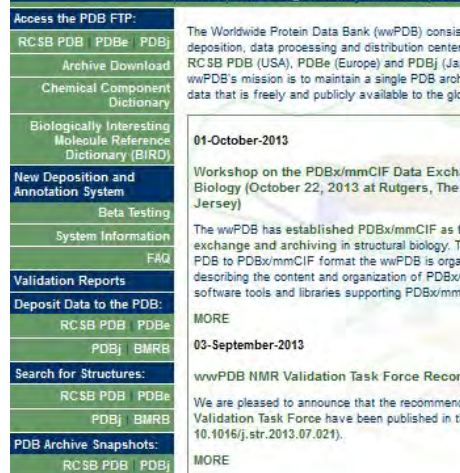 Access the PDB FTP:
RCSB PDB | PDBe | PDBj
Archive Download
Chemical Component
Dictionary
Biologically Interesting
Molecule Reference
Dictionary (BIRD)
New Deposition and
Annotation System
Beta Testing
System Information
FAQ
Validation Reports
Deposit Data to the PDB:
RCSB PDB | PDBe
PDBj | BMRB
Search for Structures:
RCSB PDB | PDBe
PDBj | BMRB
PDB Archive Snapshots:
RCSB PDB | PDBj
The Worldwide Protein Data Bank (wwPDB) consis
deposition, data processing and distribution center
RCSB PDB (USA), PDBe (Europe) and PDBj (Ja
wwPDB's mission is to maintain a single PDB arch
data that is freely and publicly available to the glo
01-October-2013
Workshop on the PDBx/mmCIF Data Excha
Biology (October 22, 2013 at Rutgers, The
Jersey)
The wwPDB has established PDBx/mmCIF as t
exchange and archiving in structural biology. T
PDB to PDBx/mmCIF format the wwPDB is orga
describing the content and organization of PDBx/
software tools and libraries supporting PDBx/mm
MORE
03-September-2013
wwPDB NMR Validation Task Force Recor
We are pleased to announce that the recommend
Validation Task Force have been published in t
10.1016/j.str.2013.07.021).
MORE